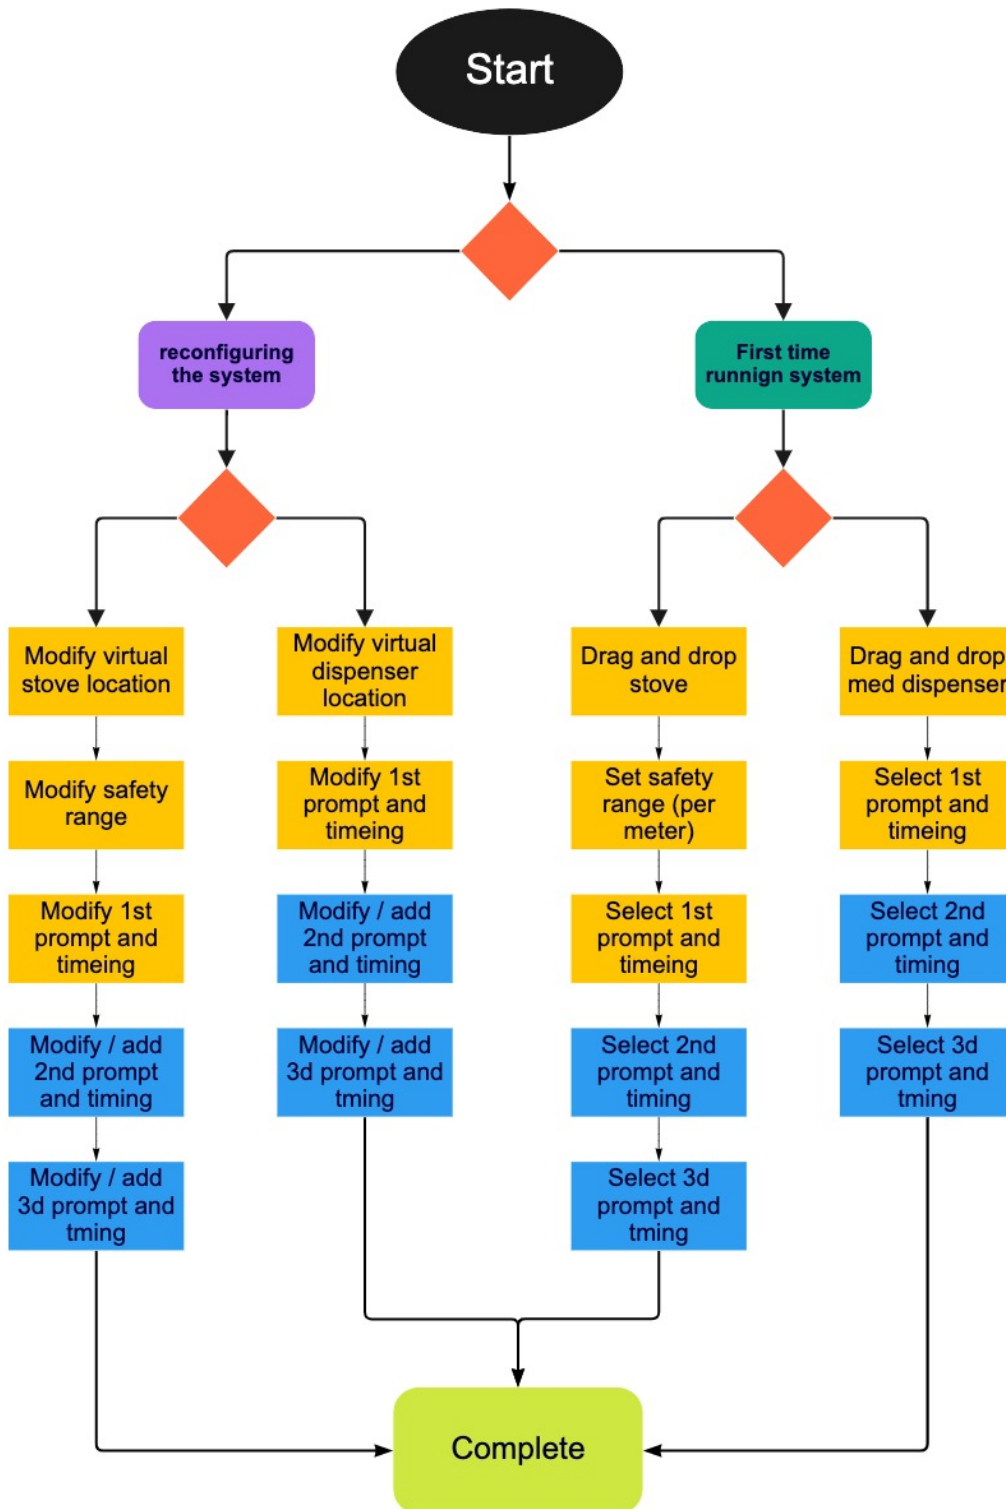 Start
reconfiguring
the system
First time
runnign system
Modify virtual
stove location
Modify virtual
dispenser
location
Drag and drop
stove
Drag and drop
med dispenser
Modify safety
range
Modify 1st
prompt and
timeing
Set safety
range (per
meter)
Select 1st
prompt and
timeing
Modify 1st
prompt and
timeing
Modify / add
2nd prompt
and timing
Select 1st
prompt and
timeing
Select 2nd
prompt and
timing
Modify / add
2nd prompt
and timing
Modify / add
3d prompt and
tming
Select 2nd
prompt and
timing
Select 3d
prompt and
tming
Modify / add
3d prompt and
tming
Select 3d
prompt and
tming
Complete